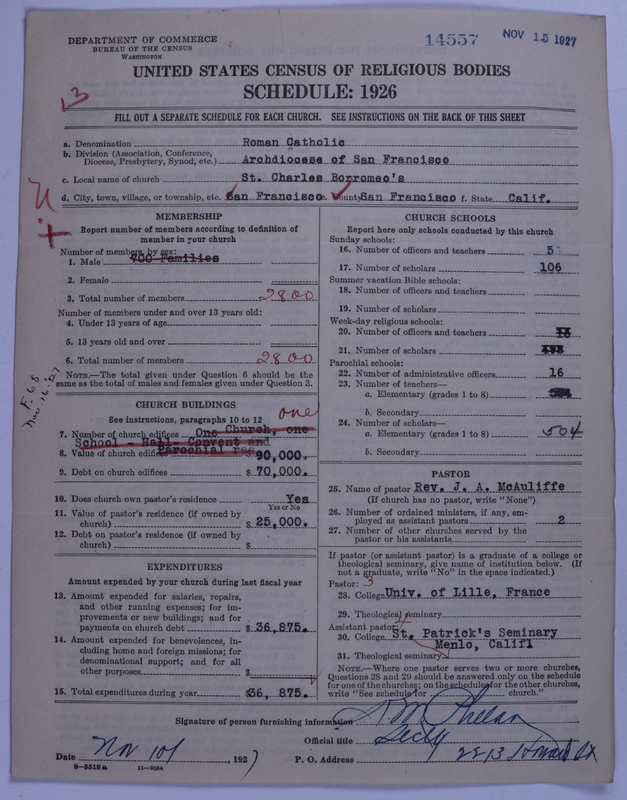 DEPARTMENT OF COMMERCE
BUREAU OF THE CENSUS
WASHINGTON
14557
NOV 15 1927
UNITED STATES CENSUS OF RELIGIOUS BODIES
SCHEDULE: 1926
13
FILL OUT A SEPARATE SCHEDULE FOR EACH CHURCH. SEE INSTRUCTIONS ON THE BACK OF THIS SHEET
a. Denomination Roman Catholic
b. Division (Association, Conference, Diocese, Presbytery, Synod, etc.) Archdiocese of San Francisco
c. Local name of church St. Charles Borromeo's
d. City, town, village, or township, etc. San Francisco County San Francisco f. State Calif.
MEMBERSHIP
Report number of members according to definition of
member in your church
Number of members, by sex:
1. Male 700 Families
2. Female
3. Total number of members 2800
Number of members under and over 13 years old:
4. Under 13 years of age
5. 13 years old and over
6. Total number of members 2800
NOTE.—The total given under Question 6 should be the
same as the total of males and females given under Question 3.
CHURCH BUILDINGS
See instructions, paragraphs 10 to 12
one
7. Number of church edifices One Church, one
School - Hall- Convent and
Parochial res
8. Value of church edifices $ 90,000.
9. Debt on church edifices $ 70,000.
10. Does church own pastor's residence Yes
Yes or No
11. Value of pastor's residence (if owned by
church) $ 25,000.
12. Debt on pastor's residence (if owned by
church) $
EXPENDITURES
Amount expended by your church during last fiscal year
13. Amount expended for salaries, repairs,
and other running expenses; for im-
provements or new buildings; and for
payments on church debt $ 36,875.
14. Amount expended for benevolences, in-
cluding home and foreign missions; for
denominational support; and for all
other purposes $
15. Total expenditures during year $36, 875.
CHURCH SCHOOLS
Report here only schools conducted by this church
Sunday schools:
16. Number of officers and teachers 5
17. Number of scholars 106
Summer vacation Bible schools:
18. Number of officers and teachers
19. Number of scholars
Week-day religious schools:
20. Number of officers and teachers
21. Number of scholars
Parochial schools:
22. Number of administrative officers 16
23. Number of teachers—
a. Elementary (grades 1 to 8)
b. Secondary
24. Number of scholars—
a. Elementary (grades 1 to 8) 504
b. Secondary
PASTOR
25. Name of pastor Rev. J. A. McAuliffe
(If church has no pastor, write "None")
26. Number of ordained ministers, if any, em-
ployed as assistant pastors 2
27. Number of other churches served by the
pastor or his assistants
If pastor (or assistant pastor) is a graduate of a college or
theological seminary, give name of institution below. (If
not a graduate, write "No" in the space indicated.)
Pastor: 3
28. College Univ. of Lille, France
29. Theological seminary
Assistant pastor: 4
30. College St. Patrick's Seminary
Menlo, Califl
31. Theological seminary
NOTE.—Where one pastor serves two or more churches,
Questions 28 and 29 should be answered only on the schedule
for one of the churches; on the schedule for the other churches,
write "See schedule for church."
Signature of person furnishing information Phelan
Official title Secty
Date Nov 10, 1927 P. O. Address 2213 Howard
8-5518a 11-9084